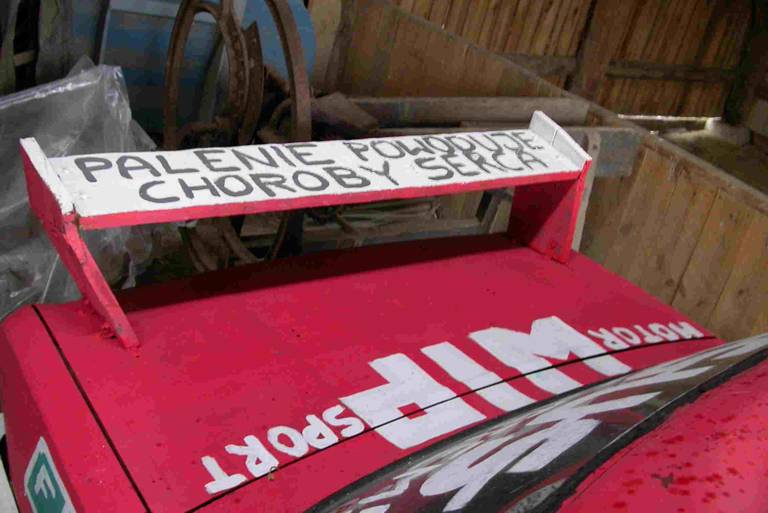 PALENIE POWODUJE
CHOROBY SERCA
MOTOR
SPORT
F